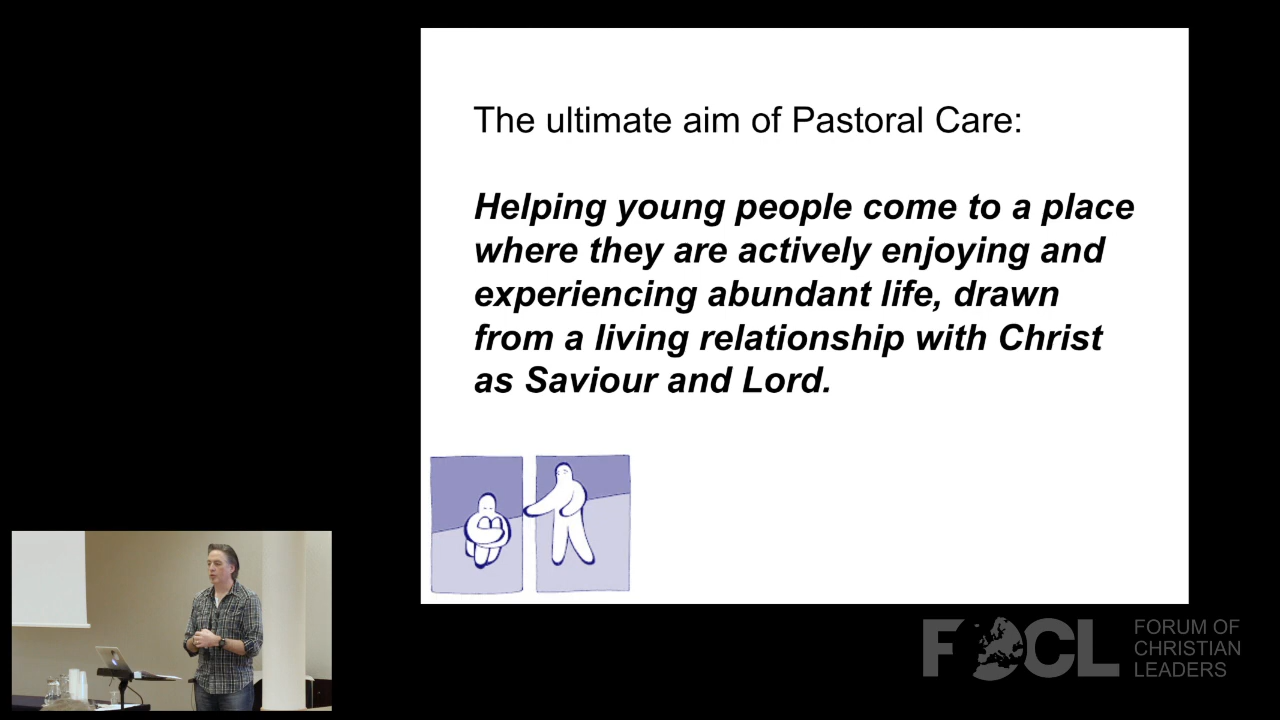 The ultimate aim of Pastoral Care:
Helping young people come to a place
where they are actively enjoying and
experiencing abundant life, drawn
from a living relationship with Christ
as Saviour and Lord.
FOCL
FORUM OF
CHRISTIAN
LEADERS